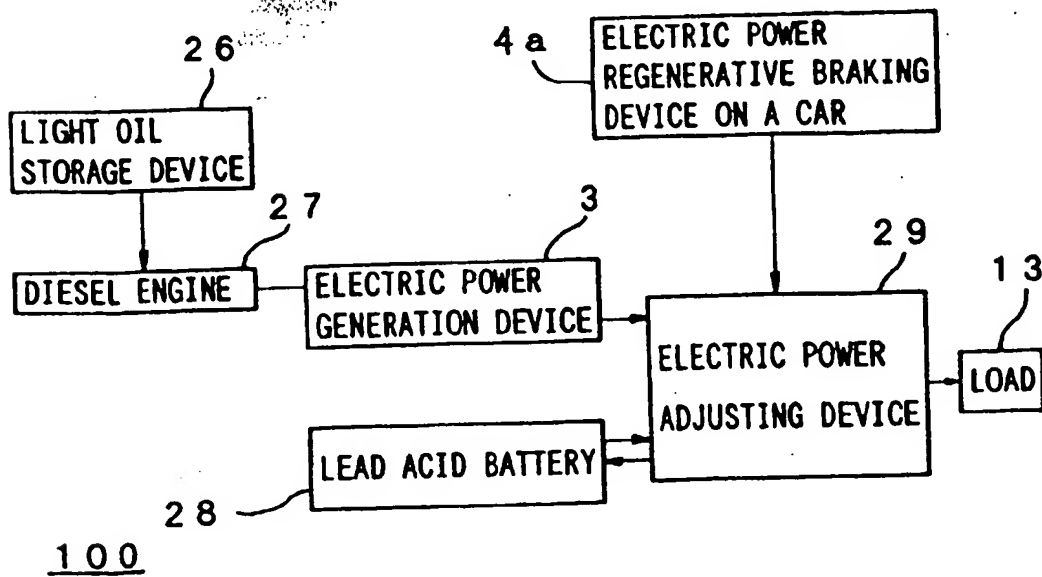 26
4a
ELECTRIC POWER
REGENERATIVE BRAKING
DEVICE ON A CAR
LIGHT OIL
STORAGE DEVICE
27
3
29
13
DIESEL ENGINE
ELECTRIC POWER
GENERATION DEVICE
ELECTRIC POWER
ADJUSTING DEVICE
LOAD
LEAD ACID BATTERY
28
100